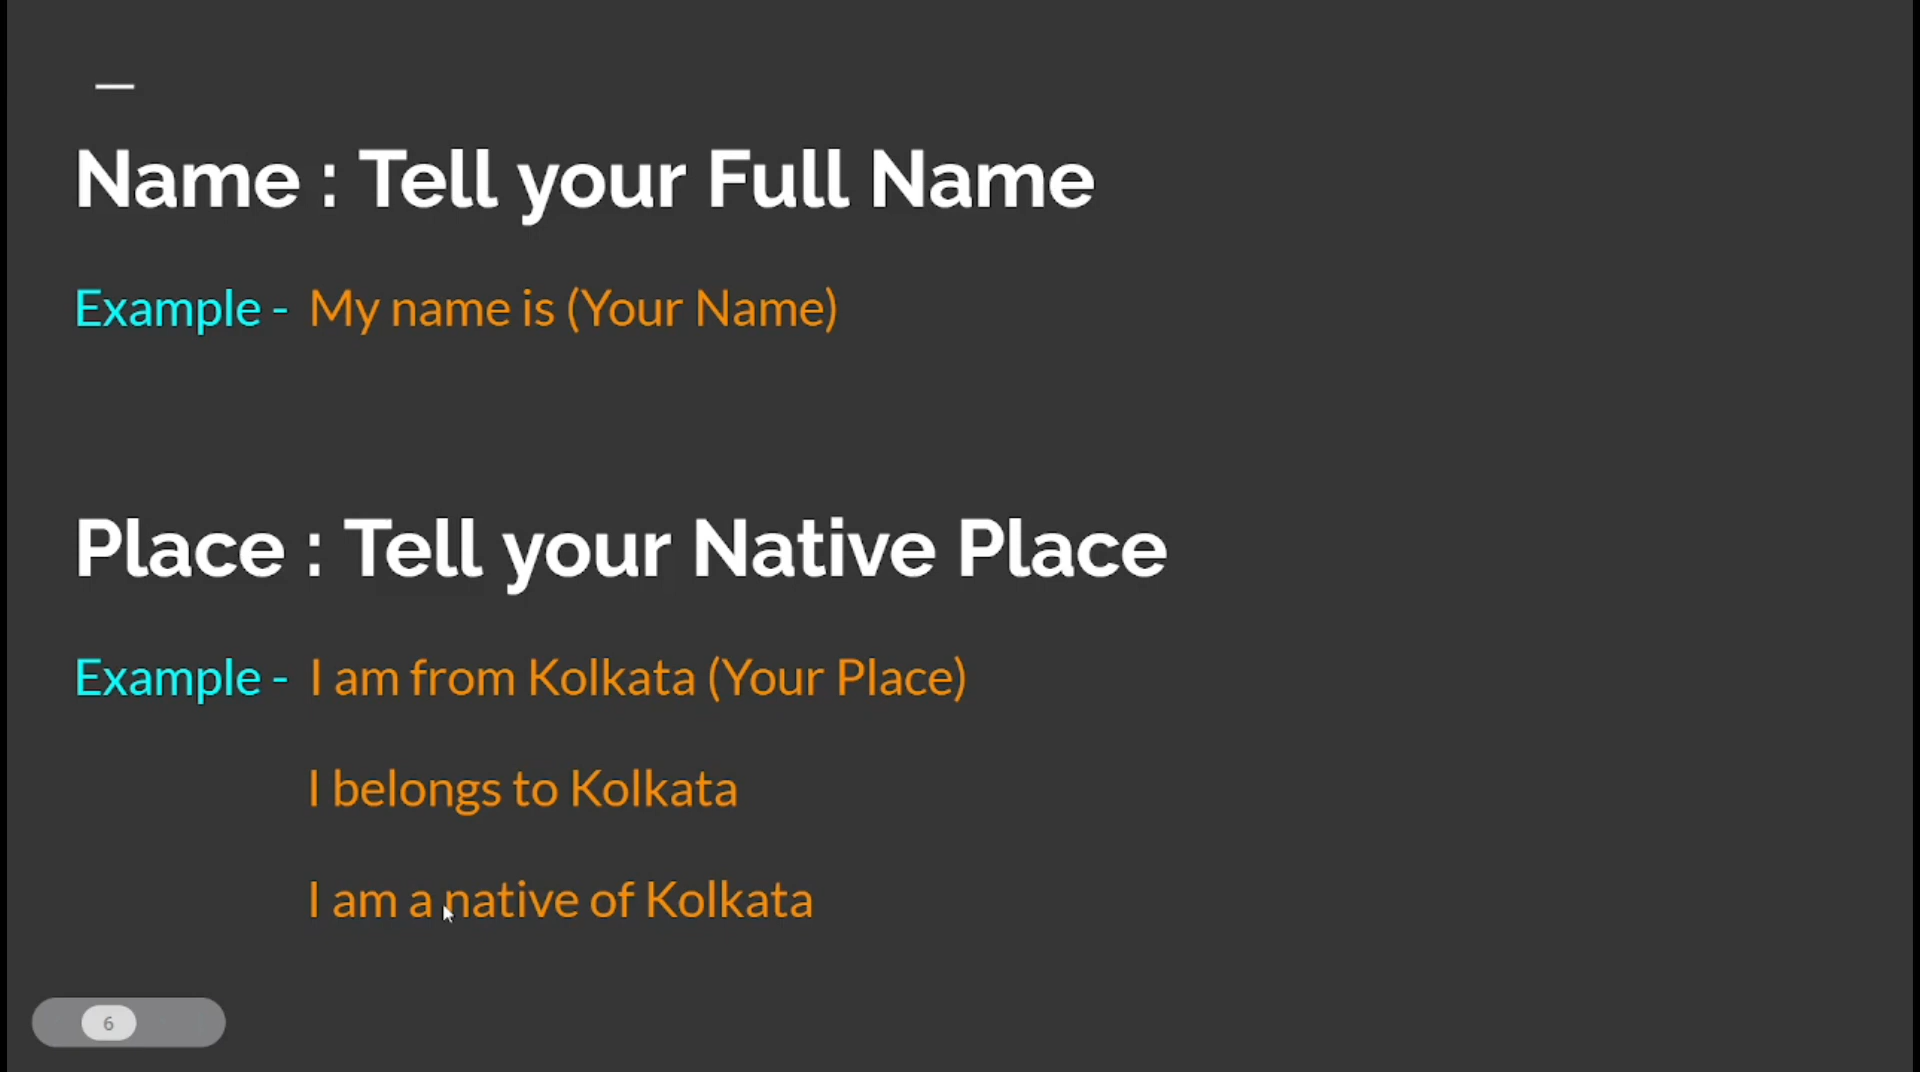 Name : Tell your Full Name
Example - My name is (Your Name)
Place : Tell your Native Place
Example - I am from Kolkata (Your Place)
I belongs to Kolkata
I am a native of Kolkata
6